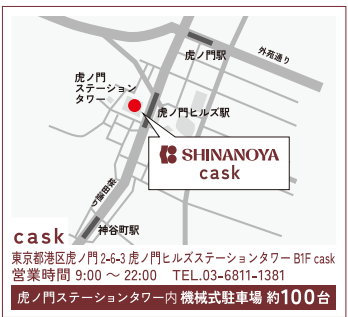 虎ノ門駅
外苑通り
虎ノ門
ステーション
タワー
虎ノ門ヒルズ駅
SHINANOYA
cask
桜田通り
神谷町駅
cask
東京都港区虎ノ門2-6-3 虎ノ門ヒルズステーションタワー B1F cask
営業時間 9:00 ～ 22:00 TEL.03-6811-1381
虎ノ門ステーションタワー内 機械式駐車場 約100台